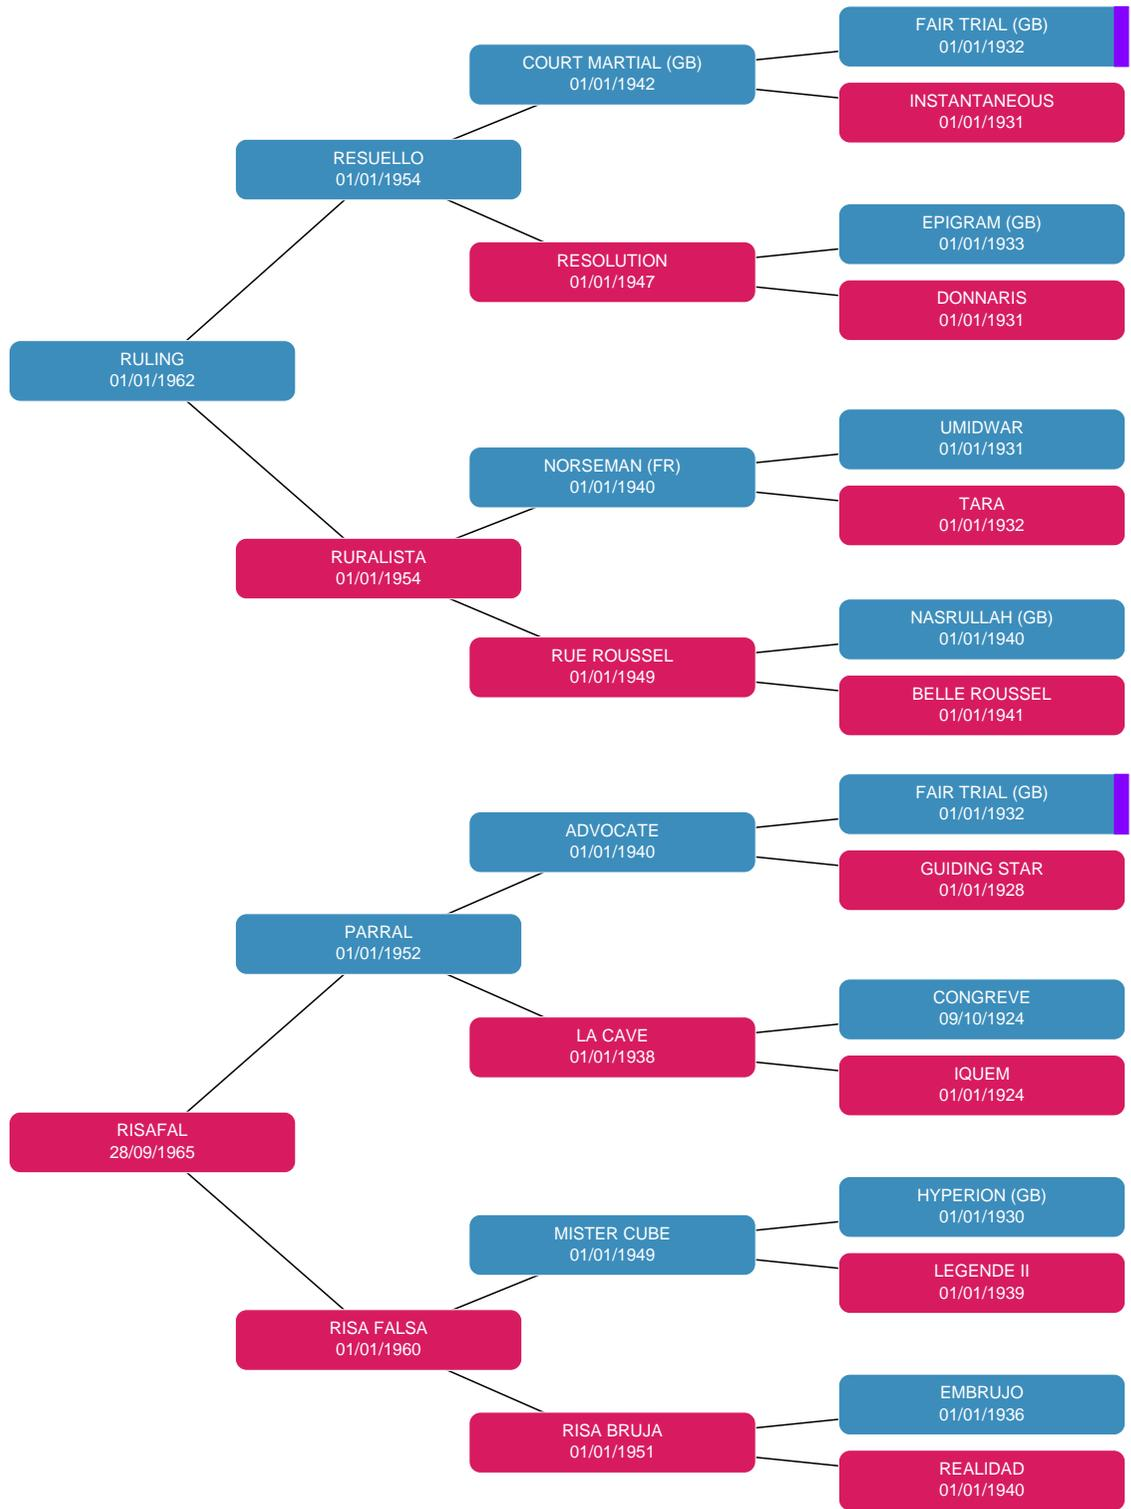 FAIR TRIAL (GB)
01/01/1932
COURT MARTIAL (GB)
01/01/1942
INSTANTANEOUS
01/01/1931
RESUELLO
01/01/1954
EPIGRAM (GB)
01/01/1933
RESOLUTION
01/01/1947
DONNARIS
01/01/1931
RULING
01/01/1962
UMIDWAR
01/01/1931
NORSEMAN (FR)
01/01/1940
TARA
01/01/1932
RURALISTA
01/01/1954
NASRULLAH (GB)
01/01/1940
RUE ROUSSEL
01/01/1949
BELLE ROUSSEL
01/01/1941
FAIR TRIAL (GB)
01/01/1932
ADVOCATE
01/01/1940
GUIDING STAR
01/01/1928
PARRAL
01/01/1952
CONGREVE
09/10/1924
LA CAVE
01/01/1938
IQUEM
01/01/1924
RISAFAL
28/09/1965
HYPERION (GB)
01/01/1930
MISTER CUBE
01/01/1949
LEGENDE II
01/01/1939
RISA FALSA
01/01/1960
EMBRUJO
01/01/1936
RISA BRUJA
01/01/1951
REALIDAD
01/01/1940